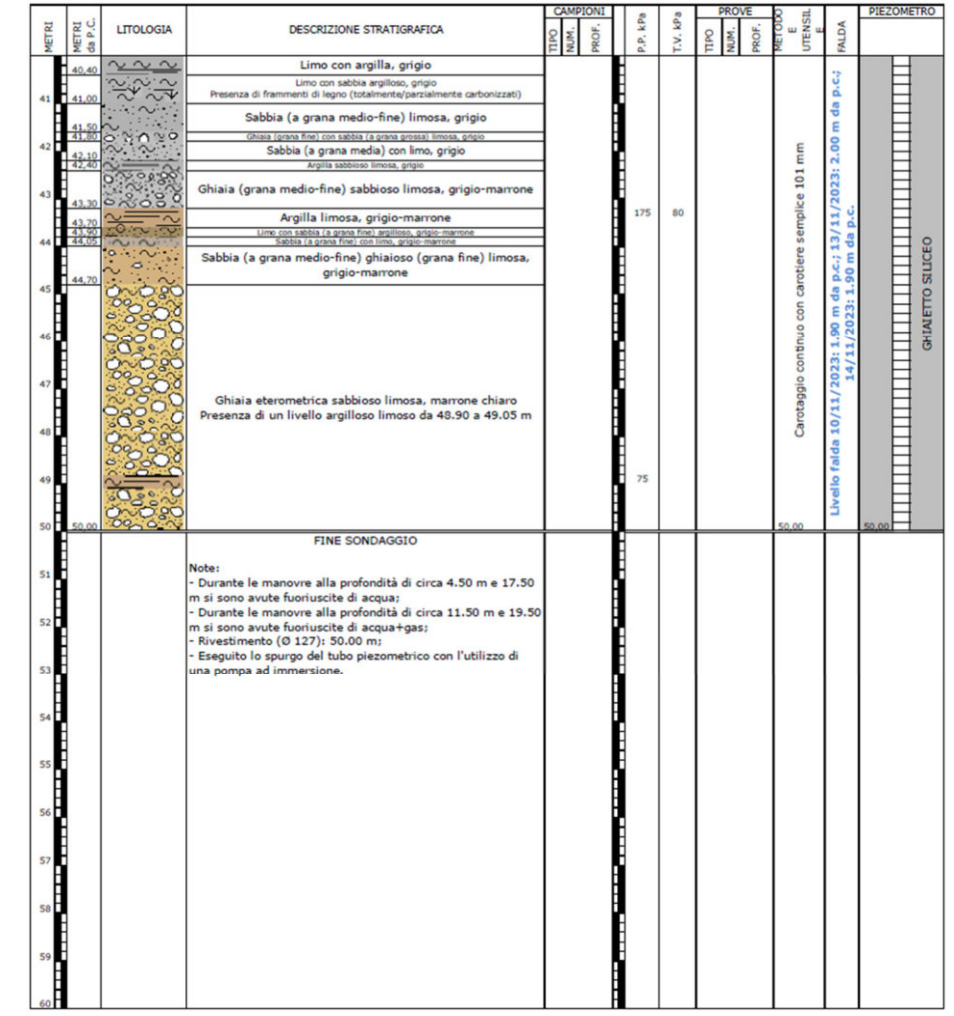 METRI
METRI da P.C.
LITOLOGIA
DESCRIZIONE STRATIGRAFICA
CAMPIONI
TIPO
NUM.
PROF.
P.P. kPa
T.V. kPa
PROVE
TIPO
NUM.
PROF.
METODO
E
UTENSIL
E
FALDA
PIEZOMETRO
Limo con argilla, grigio
40,40
Limo con sabbia argilloso, grigio
Presenza di frammenti di legno (totalmente/parzialmente carbonizzati)
41
41,00
Sabbia (a grana medio-fine) limosa, grigio
41,50
Ghiaia (grana fine) con sabbia (a grana grossa) limosa, grigio
41,80
42
Sabbia (a grana media) con limo, grigio
42,10
Argilla sabbioso limosa, grigio
42,40
Ghiaia (grana medio-fine) sabbioso limosa, grigio-marrone
43
43,30
Argilla limosa, grigio-marrone
175
80
43,70
Limo con sabbia (a grana fine) argilloso, grigio-marrone
43,90
Sabbia (a grana fine) con limo, grigio-marrone
44
44,05
Sabbia (a grana medio-fine) ghiaioso (grana fine) limosa,
grigio-marrone
44,70
45
46
47
Ghiaia eterometrica sabbioso limosa, marrone chiaro
Presenza di un livello argilloso limoso da 48.90 a 49.05 m
48
49
75
50
50,00
50,00
50,00
Carotaggio continuo con carotiere semplice 101 mm
Livello falda 10/11/2023: 1.90 m da p.c.; 13/11/2023: 2.00 m da p.c.;
14/11/2023: 1.90 m da p.c.
GHIAIETTO SILICEO
FINE SONDAGGIO
Note:
51
- Durante le manovre alla profondità di circa 4.50 m e 17.50
m si sono avute fuoriuscite di acqua;
- Durante le manovre alla profondità di circa 11.50 m e 19.50
52
m si sono avute fuoriuscite di acqua+gas;
- Rivestimento (Ø 127): 50.00 m;
- Eseguito lo spurgo del tubo piezometrico con l'utilizzo di
53
una pompa ad immersione.
54
55
56
57
58
59
60